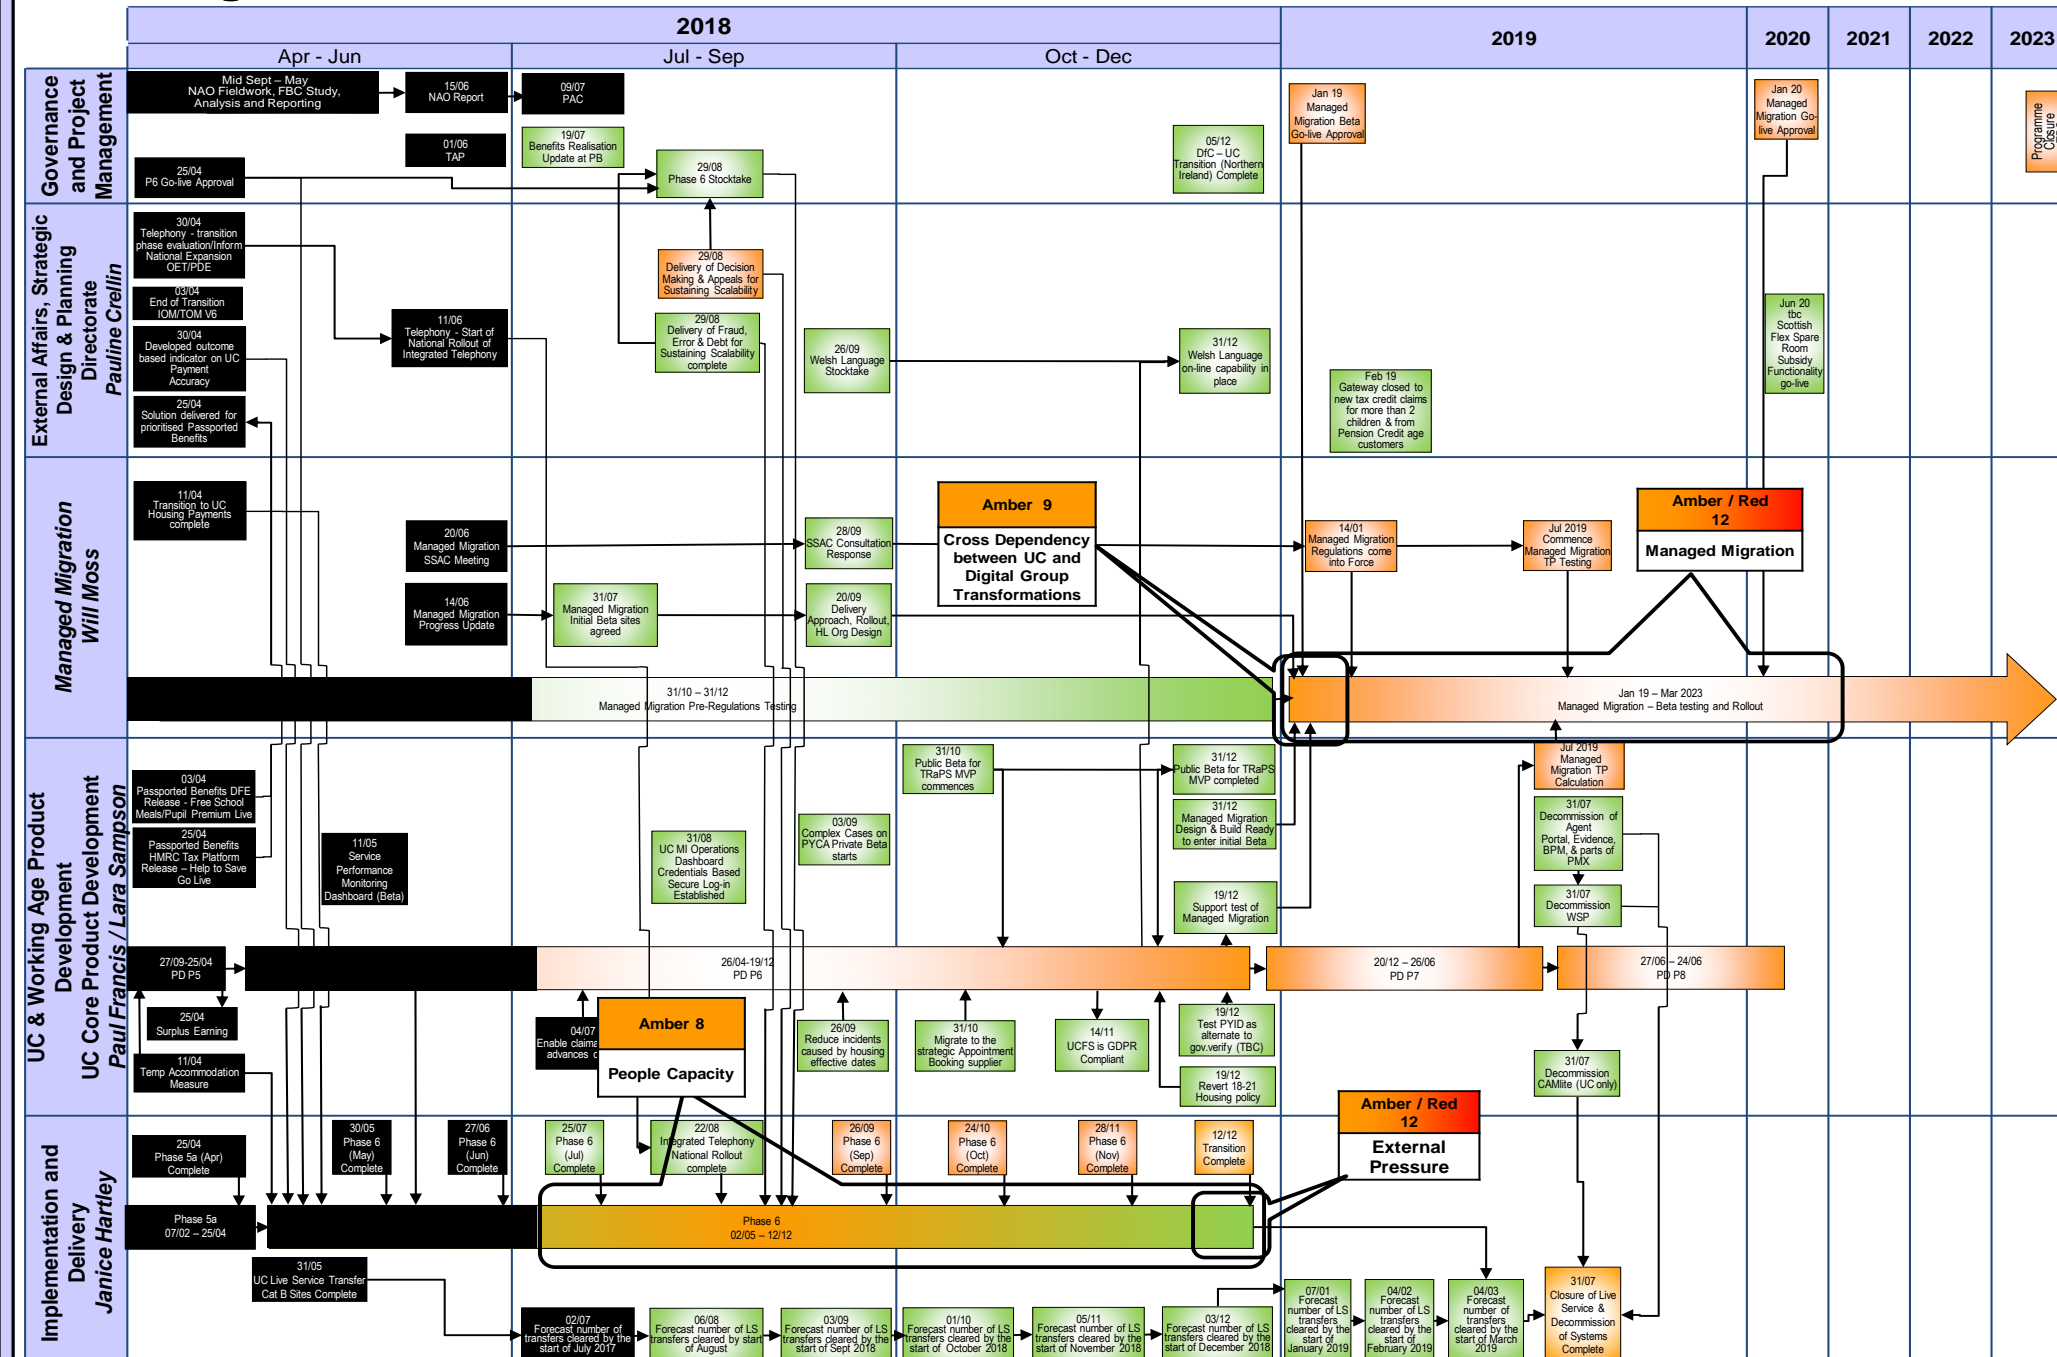 2018
2019
2020
2021
2022
2023
Apr - Jun
Jul - Sep
Oct - Dec
Governance
and Project
Management
Mid Sept – May
NAO Fieldwork, FBC Study,
Analysis and Reporting
15/06
NAO Report
09/07
PAC
01/06
TAP
19/07
Benefits Realisation
Update at PB
25/04
P6 Go-live Approval
29/08
Phase 6 Stocktake
05/12
DfC – UC
Transition (Northern
Ireland) Complete
Jan 19
Managed
Migration Beta
Go-live Approval
Jan 20
Managed
Migration Go-
live Approval
Programme
Closure
External Affairs, Strategic
Design & Planning
Directorate
Pauline Crellin
30/04
Telephony - transition
phase evaluation/Inform
National Expansion
OET/PDE
03/04
End of Transition
IOM/TOM V6
30/04
Developed outcome
based indicator on UC
Payment
Accuracy
25/04
Solution delivered for
prioritised Passported
Benefits
11/06
Telephony - Start of
National Rollout of
Integrated Telephony
29/08
Delivery of Decision
Making & Appeals for
Sustaining Scalability
29/08
Delivery of Fraud,
Error & Debt for
Sustaining Scalability
complete
26/09
Welsh Language
Stocktake
31/12
Welsh Language
on-line capability in
place
Feb 19
Gateway closed to
new tax credit claims
for more than 2
children & from
Pension Credit age
customers
Jun 20
tbc
Scottish
Flex Spare
Room
Subsidy
Functionality
go-live
Managed Migration
Will Moss
11/04
Transition to UC
Housing Payments
complete
20/06
Managed Migration
SSAC Meeting
14/06
Managed Migration
Progress Update
31/07
Managed Migration
Initial Beta sites
agreed
28/09
SSAC Consultation
Response
20/09
Delivery
Approach, Rollout,
HL Org Design
Amber 9
Cross Dependency
between UC and
Digital Group
Transformations
14/01
Managed Migration
Regulations come
into Force
Jul 2019
Commence
Managed Migration
TP Testing
Amber / Red
12
Managed Migration
31/10 – 31/12
Managed Migration Pre-Regulations Testing
Jan 19 – Mar 2023
Managed Migration – Beta testing and Rollout
UC & Working Age Product
Development
UC Core Product Development
Paul Francis / Lara Sampson
03/04
Passported Benefits DFE
Release - Free School
Meals/Pupil Premium Live
25/04
Passported Benefits
HMRC Tax Platform
Release – Help to Save
Go Live
11/05
Service
Performance
Monitoring
Dashboard (Beta)
31/08
UC MI Operations
Dashboard
Credentials Based
Secure Log-in
Established
03/09
Complex Cases on
PYCA Private Beta
starts
31/10
Public Beta for
TRaPS MVP
commences
31/12
Public Beta for TRaPS
MVP completed
31/12
Managed Migration
Design & Build Ready
to enter initial Beta
19/12
Support test of
Managed Migration
Jul 2019
Managed
Migration TP
Calculation
31/07
Decommission of
Agent
Portal, Evidence,
BPM, & parts of
PMX
31/07
Decommission
WSP
27/09-25/04
PD P5
26/04-19/12
PD P6
20/12 – 26/06
PD P7
27/06 – 24/06
PD P8
25/04
Surplus Earning
11/04
Temp Accommodation
Measure
04/07
Enable claima
advances o
Amber 8
People Capacity
26/09
Reduce incidents
caused by housing
effective dates
31/10
Migrate to the
strategic Appointment
Booking supplier
14/11
UCFS is GDPR
Compliant
19/12
Test PYID as
alternate to
gov.verify (TBC)
19/12
Revert 18-21
Housing policy
31/07
Decommission
CAMlite (UC only)
Amber / Red
12
External
Pressure
Implementation and
Delivery
Janice Hartley
25/04
Phase 5a (Apr)
Complete
30/05
Phase 6
(May)
Complete
27/06
Phase 6
(Jun)
Complete
25/07
Phase 6
(Jul)
Complete
22/08
Integrated Telephony
National Rollout
complete
26/09
Phase 6
(Sep)
Complete
24/10
Phase 6
(Oct)
Complete
28/11
Phase 6
(Nov)
Complete
12/12
Transition
Complete
Phase 5a
07/02 – 25/04
Phase 6
02/05 – 12/12
31/05
UC Live Service Transfer
Cat B Sites Complete
02/07
Forecast number of
transfers cleared by the
start of July 2017
06/08
Forecast number of LS
transfers cleared by start
of August
03/09
Forecast number of LS
transfers cleared by the
start of Sept 2018
01/10
Forecast number of LS
transfers cleared by the
start of October 2018
05/11
Forecast number of LS
transfers cleared by the
start of November 2018
03/12
Forecast number of LS
transfers cleared by the
start of December 2018
07/01
Forecast
number of LS
transfers
cleared by the
start of
January 2019
04/02
Forecast
number of LS
transfers
cleared by the
start of
February 2019
04/03
Forecast
number of
transfers
cleared by the
start of March
2019
31/07
Closure of Live
Service &
Decommission
of Systems
Complete